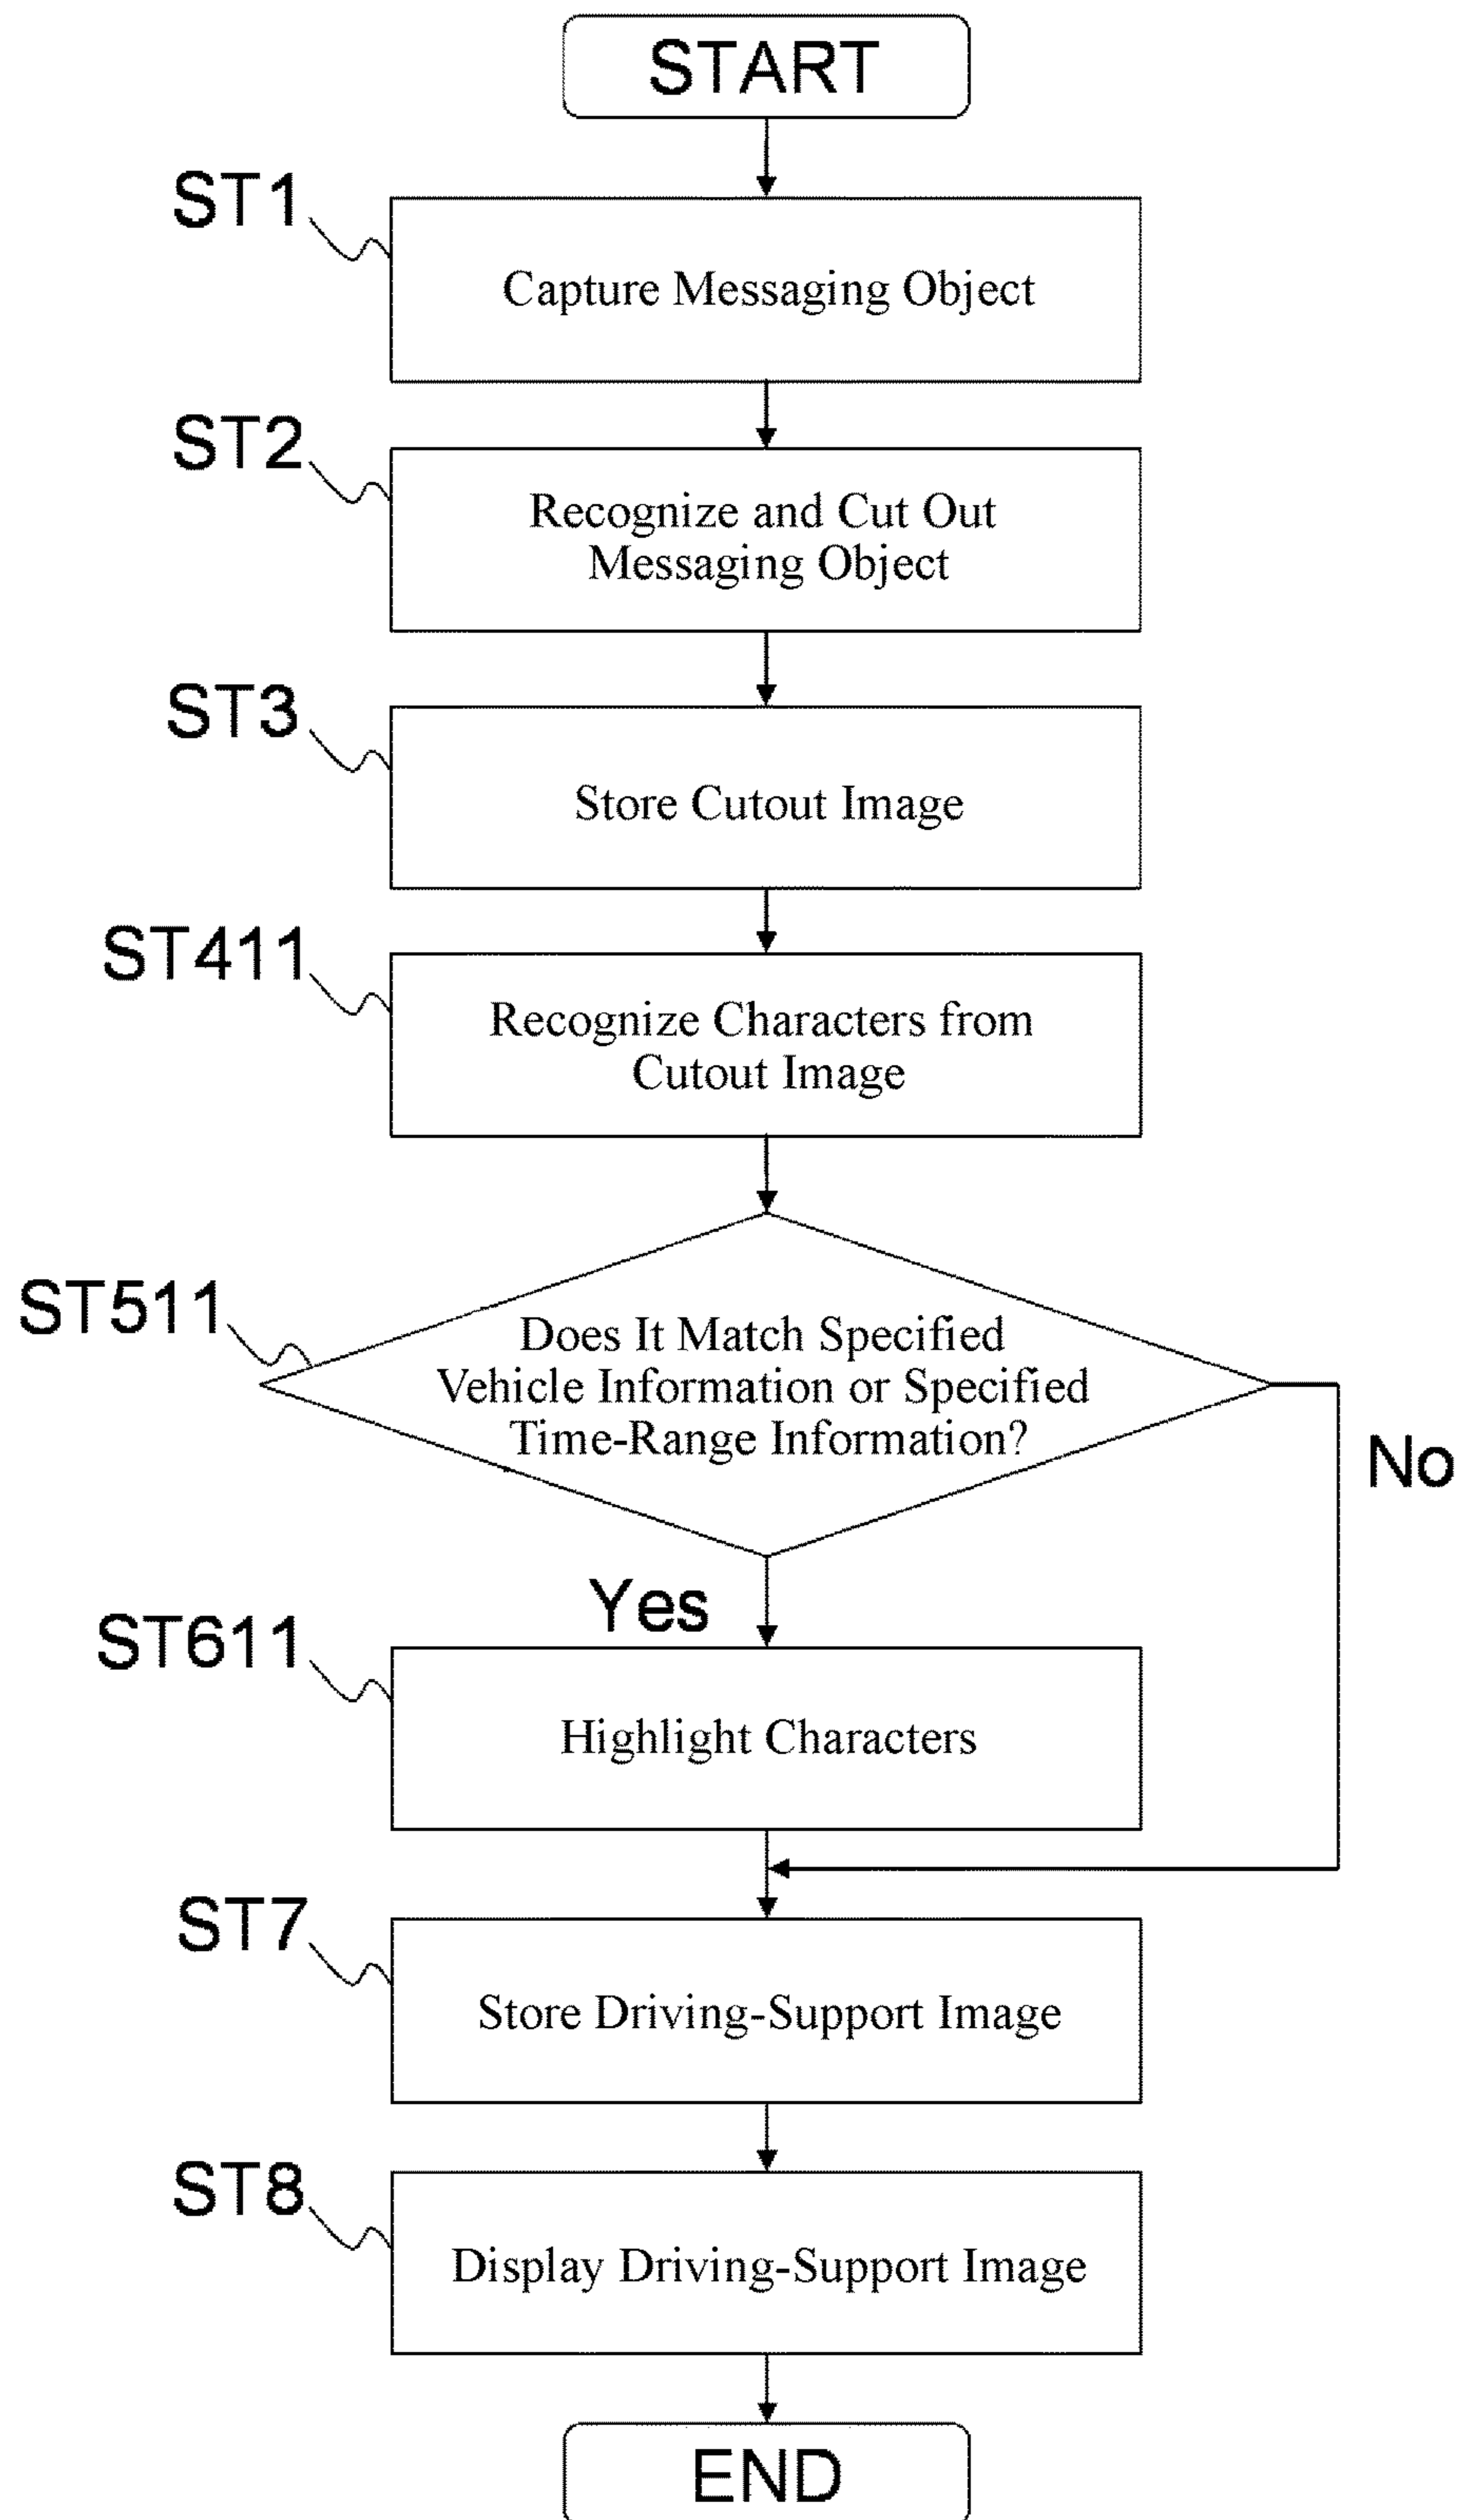 START
ST1
Capture Messaging Object
ST2
Recognize and Cut Out
Messaging Object
ST3
Store Cutout Image
ST411
Recognize Characters from
Cutout Image
ST511
Does It Match Specified
Vehicle Information or Specified
Time-Range Information?
No
Yes
ST611
Highlight Characters
ST7
Store Driving-Support Image
ST8
Display Driving-Support Image
END